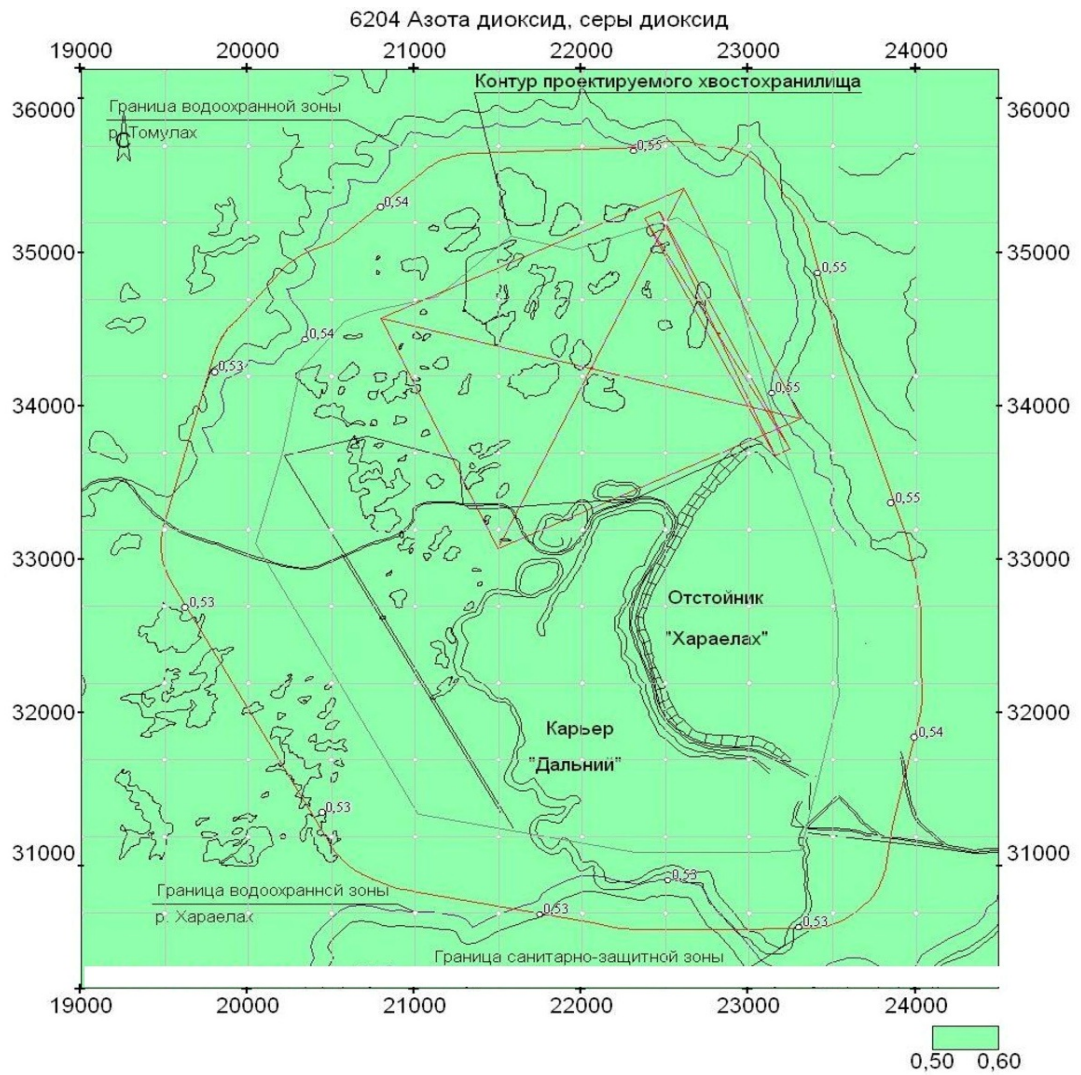 6204 Азота диоксид, серы диоксид
19000 20000 21000 22000 23000 24000
Контур проектируемого хвостохранилища
36000 36000
Граница водоохранной зоны
р. Томулах
С
0,55
0,54
35000 35000
0,55
0,54
0,53
0,55
34000 34000
0,55
33000 33000
0,53
Отстойник
"Хараелах"
32000 32000
Карьер
0,54
"Дальний"
0,53
31000 31000
0,53
Граница водоохраннсй зоны
0,53
р. Хараелах
0,53
Граница санитарно-защитной зоны
19000 20000 21000 22000 23000 24000
0,50 0,60